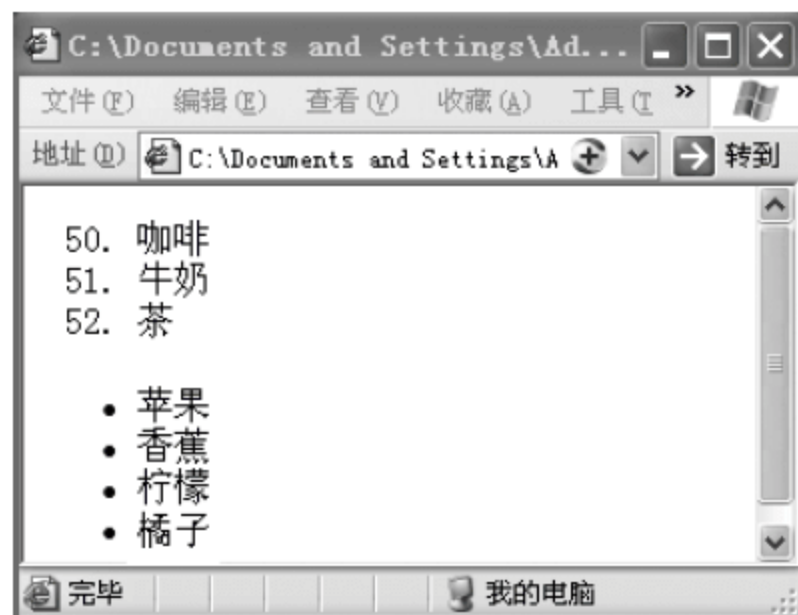 C:\Documents and Settings\Ad...
文件(F) 编辑(E) 查看(V) 收藏(A) 工具(T »
地址(D) C:\Documents and Settings\A 转到
50. 咖啡
51. 牛奶
52. 茶
• 苹果
• 香蕉
• 柠檬
• 橘子
完毕 我的电脑